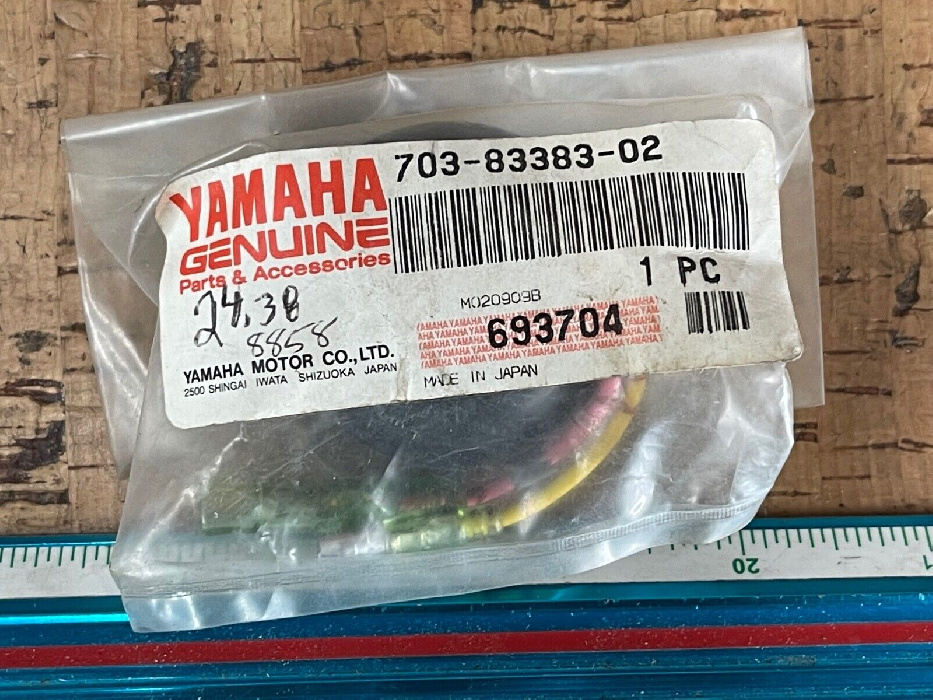 703-83383-02
YAMAHA
GENUINE
Parts & Accessories
1 PC
24.38
8858
M020909B
693704
YAMAHA MOTOR CO.,LTD.
2500 SHINGAI IWATA SHIZUOKA JAPAN
MADE IN JAPAN
20